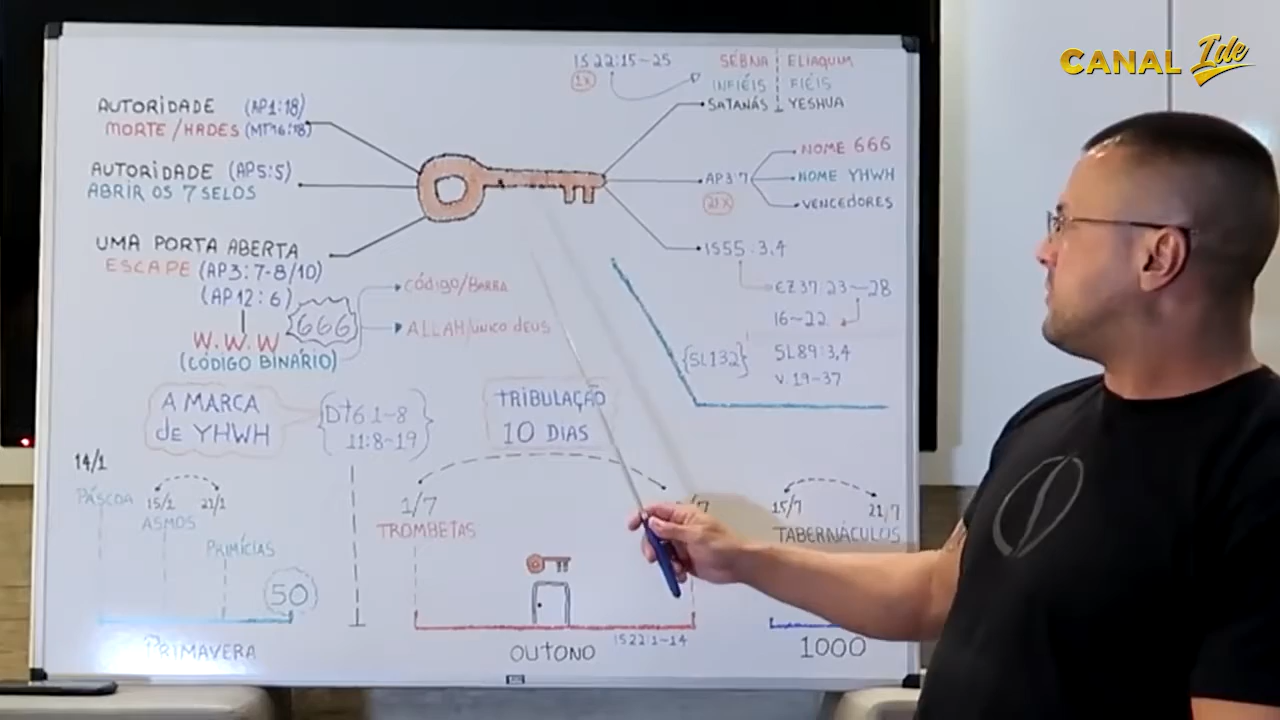 CANAL Ide
IS 22:15-25
1X
SÉBNA
ELIAQUIM
INFIÉIS
FIÉIS
SATANÁS
YESHUA
AUTORIDADE (AP1:18)
MORTE/HADES (MT16:18)
AUTORIDADE (AP5:5)
ABRIR OS 7 SELOS
UMA PORTA ABERTA
ESCAPE (AP3:7-8/10)
(AP12:6)
W.W.W
(CÓDIGO BINÁRIO)
666
CÓDIGO/BARRA
ALLAH/ÚNICO DEUS
AP3:7
NOME 666
NOME YHWH
VENCEDORES
IS55:3,4
EZ37:23-28
16-22
{SL132}
SL89:3,4
V.19-37
A MARCA
de YHWH
{Dt6:1-8
11:8-19}
TRIBULAÇÃO
10 DIAS
14/1
PÁSCOA
15/1
21/1
ASMOS
PRIMÍCIAS
50
PRIMAVERA
1/7
TROMBETAS
OUTONO
IS22:1-14
15/7
21/7
TABERNÁCULOS
1000